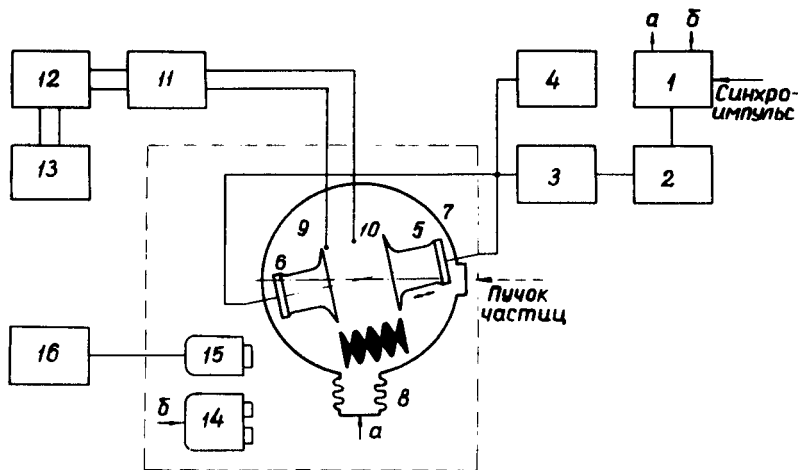 а б
12 11 4 1
Синхро-
импульс
13 3 2
9 10 5 7
6
Пучок
частиц
16 15
8
б 14
а